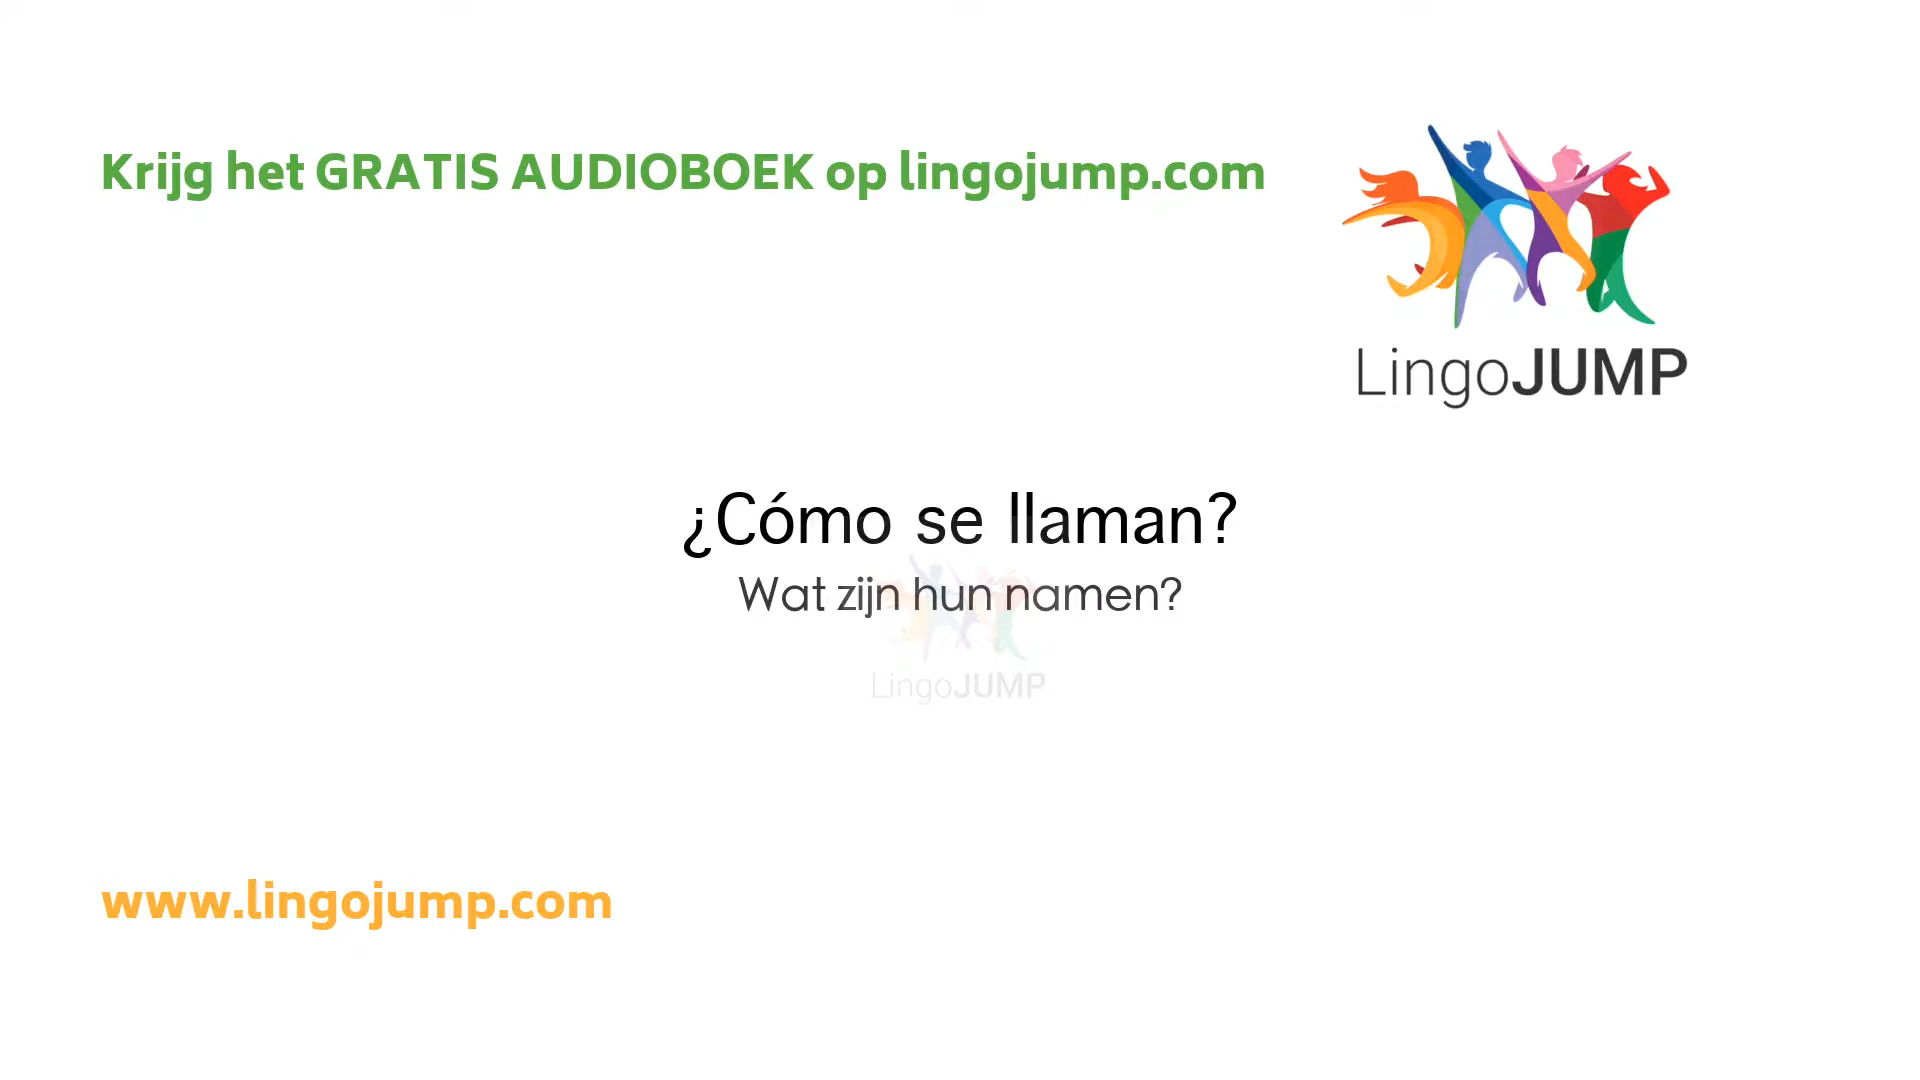 Krijg het GRATIS AUDIOBOEK op lingojump.com
LingoJUMP
¿Cómo se llaman?
Wat zijn hun namen?
LingoJUMP
www.lingojump.com